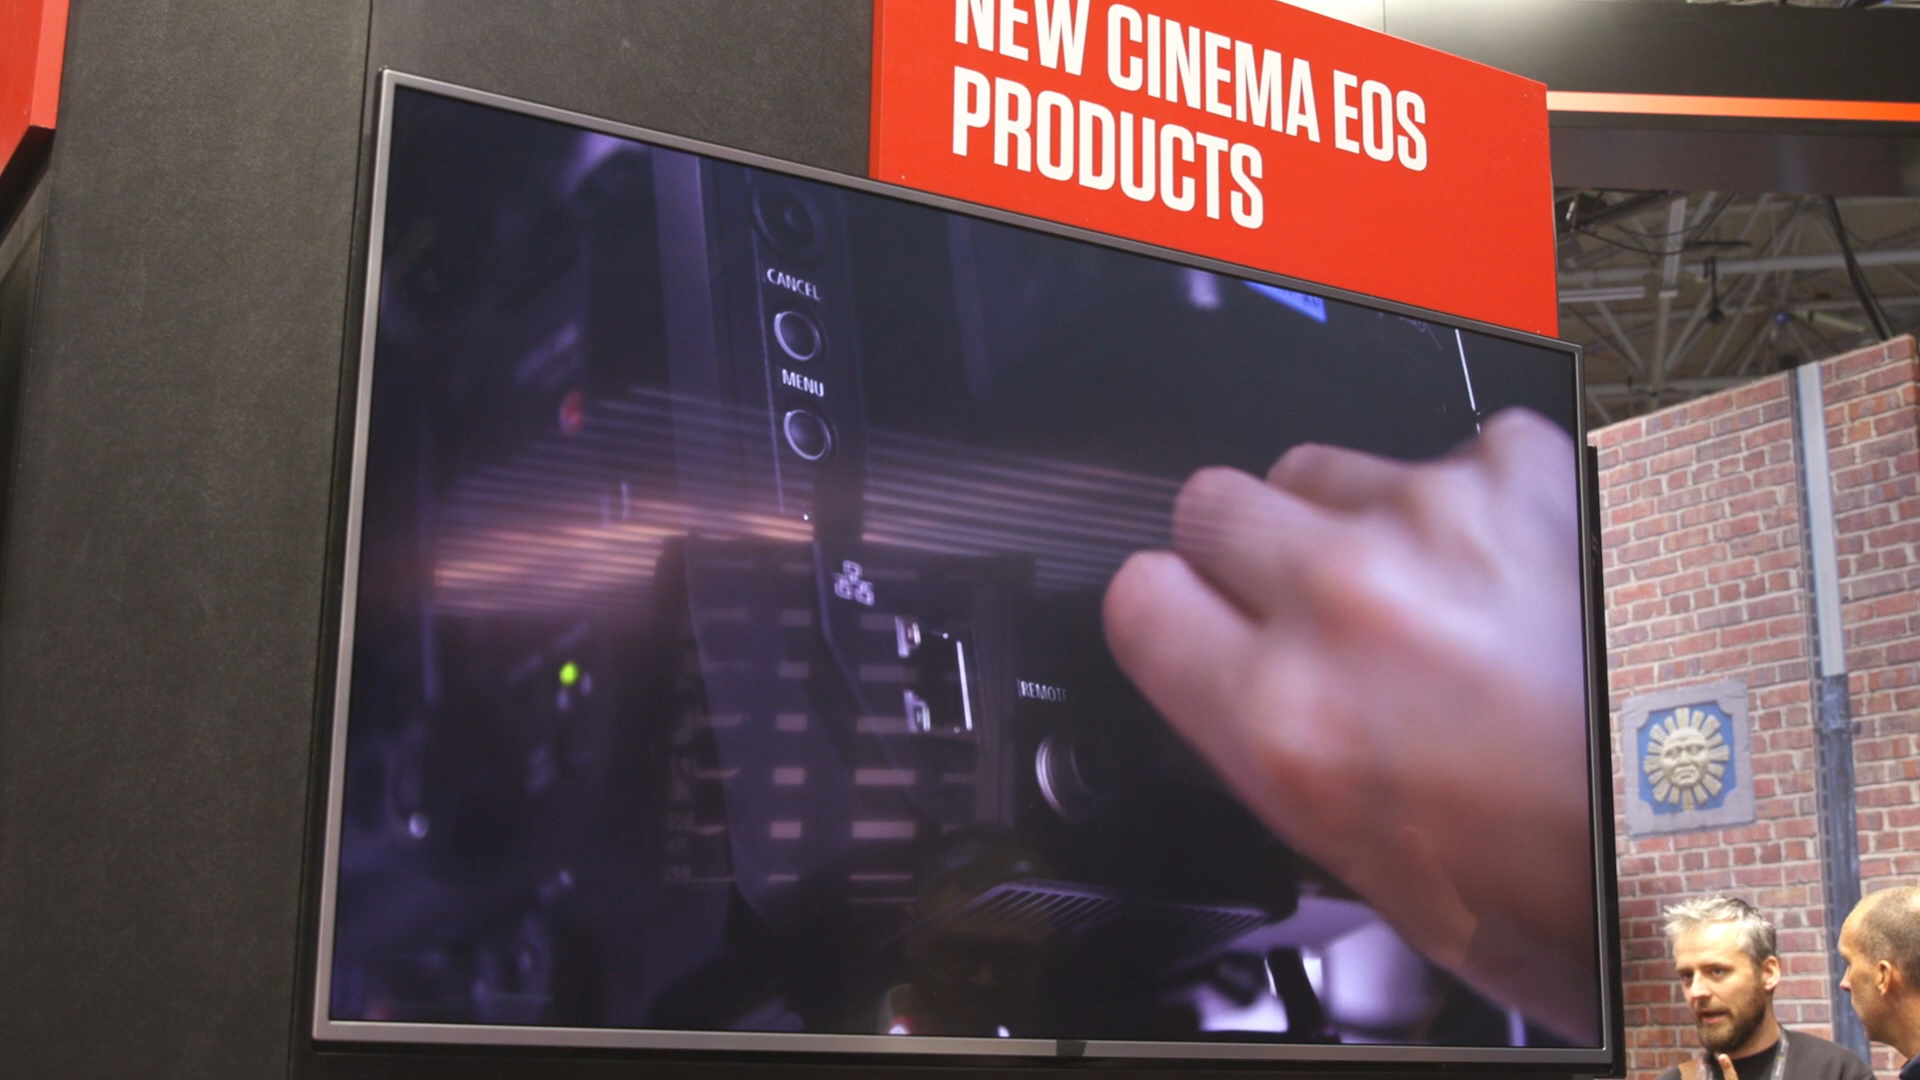 NEW CINEMA EOS
PRODUCTS
CANCEL
MENU
REMOTE